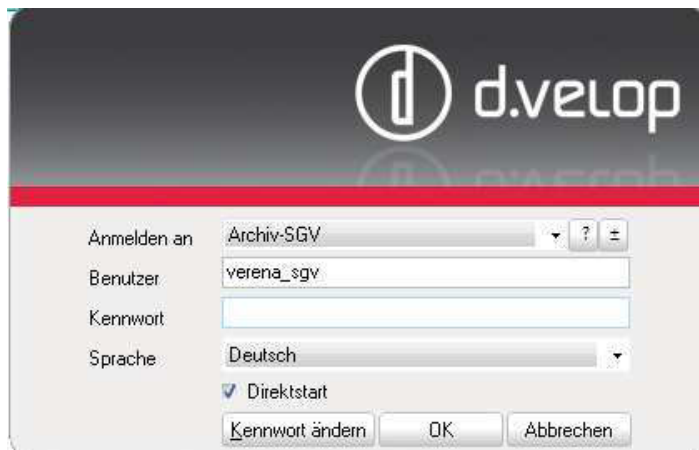 d.velop
Anmelden an Archiv-SGV ? ±
Benutzer verena_sgv
Kennwort
Sprache Deutsch
Direktstart
Kennwort ändern OK Abbrechen